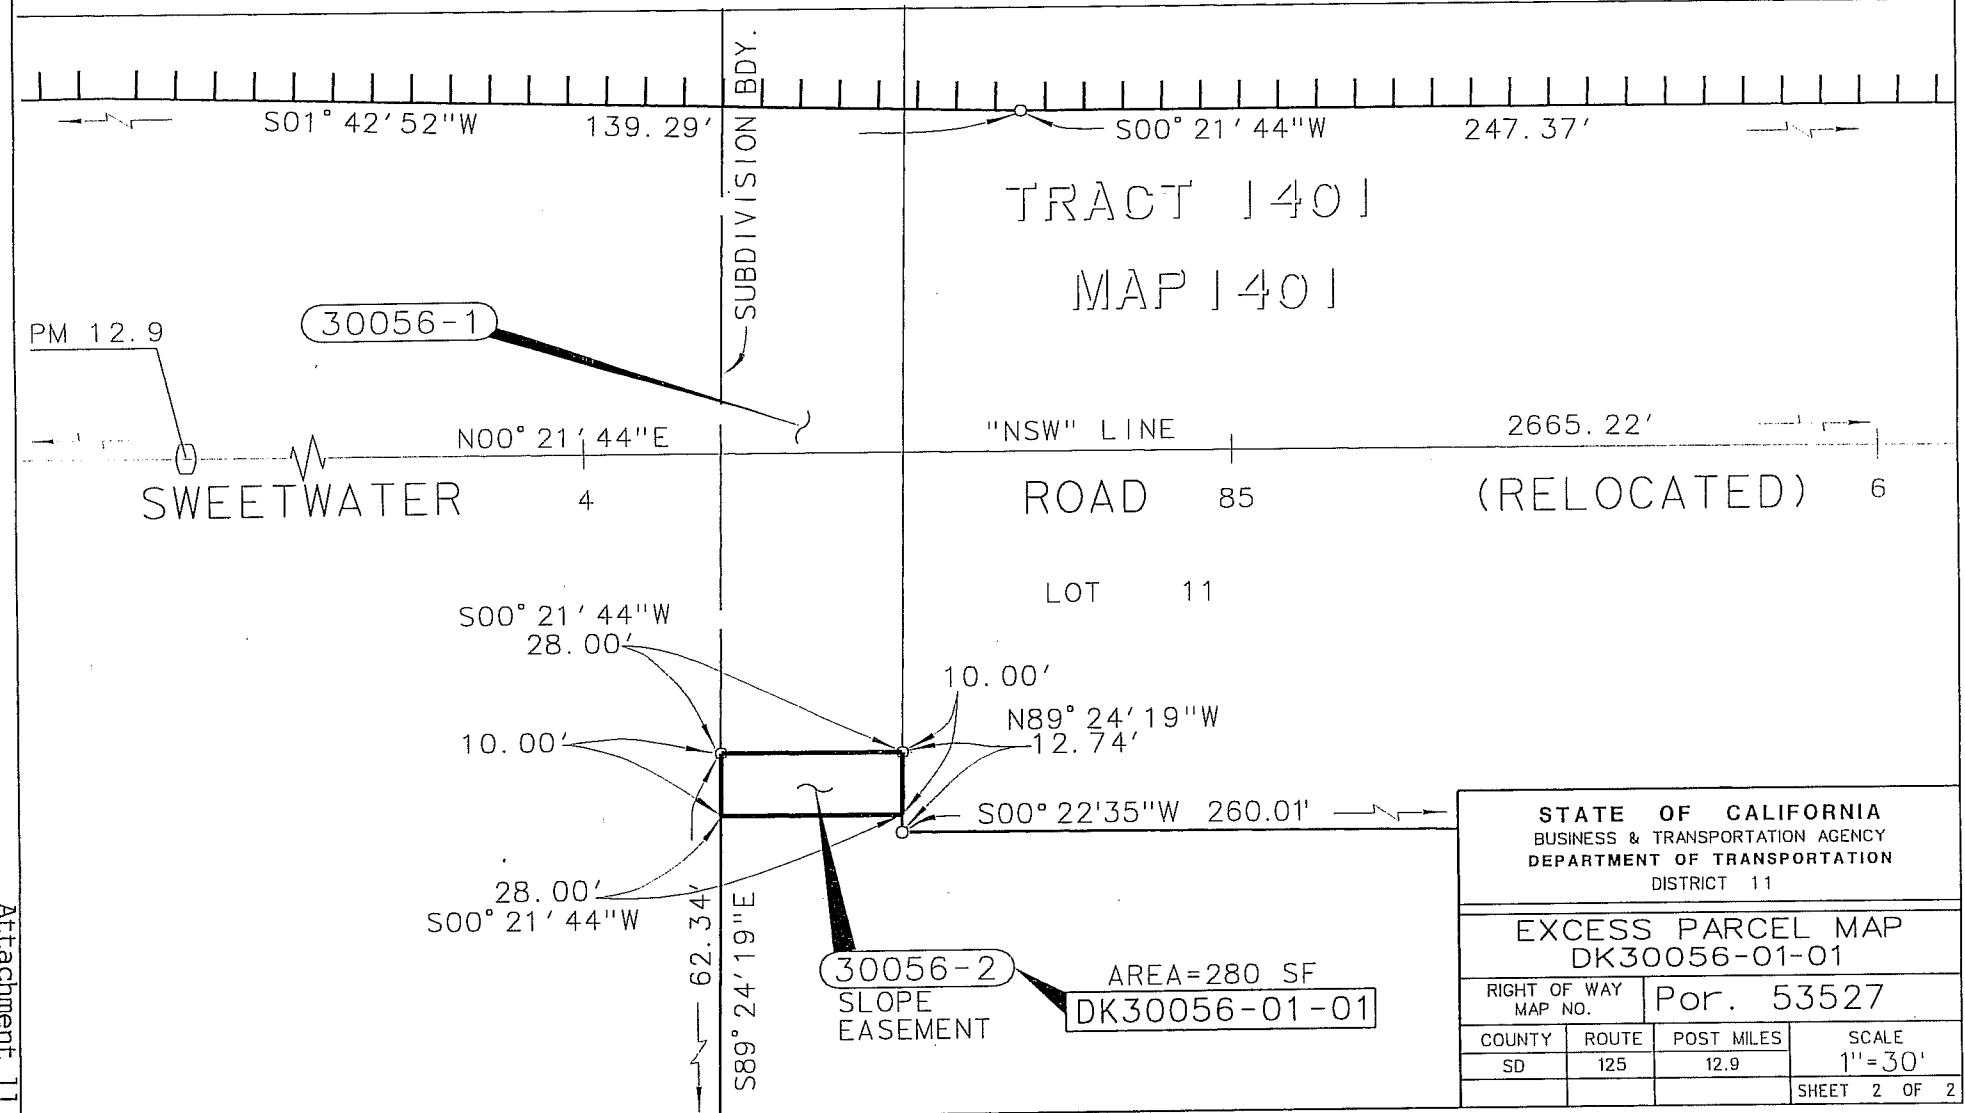 SUBDIVISION BDY.
S01°42'52"W 139.29'
S00°21'44"W 247.37'
TRACT 1401
MAP 1401
30056-1
PM 12.9
N00°21'44"E
"NSW" LINE
2665.22'
SWEETWATER 4 ROAD 85 (RELOCATED) 6
LOT 11
S00°21'44"W
28.00'
10.00'
N89°24'19"W
12.74'
10.00'
S00°22'35"W 260.01'
28.00'
S00°21'44"W
62.34'
S89°24'19"E
30056-2
SLOPE
EASEMENT
AREA=280 SF
DK30056-01-01
STATE OF CALIFORNIA
BUSINESS & TRANSPORTATION AGENCY
DEPARTMENT OF TRANSPORTATION
DISTRICT 11
EXCESS PARCEL MAP
DK30056-01-01
RIGHT OF WAY
MAP NO.
Por. 53527
COUNTY ROUTE POST MILES SCALE
SD 125 12.9 1"=30'
SHEET 2 OF 2
Attachment 11